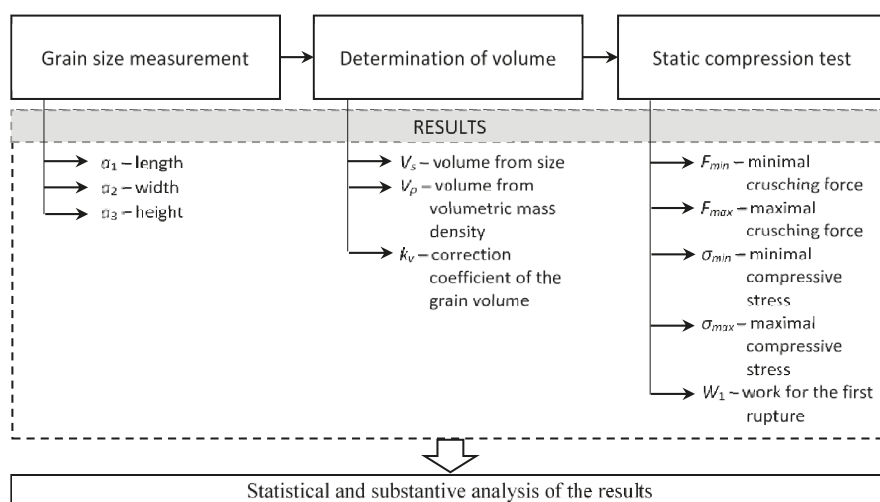 Grain size measurement
Determination of volume
Static compression test
RESULTS
a₁ – length
a₂ – width
a₃ – height
Vₛ – volume from size
Vₚ – volume from
volumetric mass
density
kᵥ – correction
coefficient of the
grain volume
Fmin – minimal
crusching force
Fmax – maximal
crusching force
σmin – minimal
compressive
stress
σmax – maximal
compressive
stress
W₁ – work for the first
rupture
Statistical and substantive analysis of the results